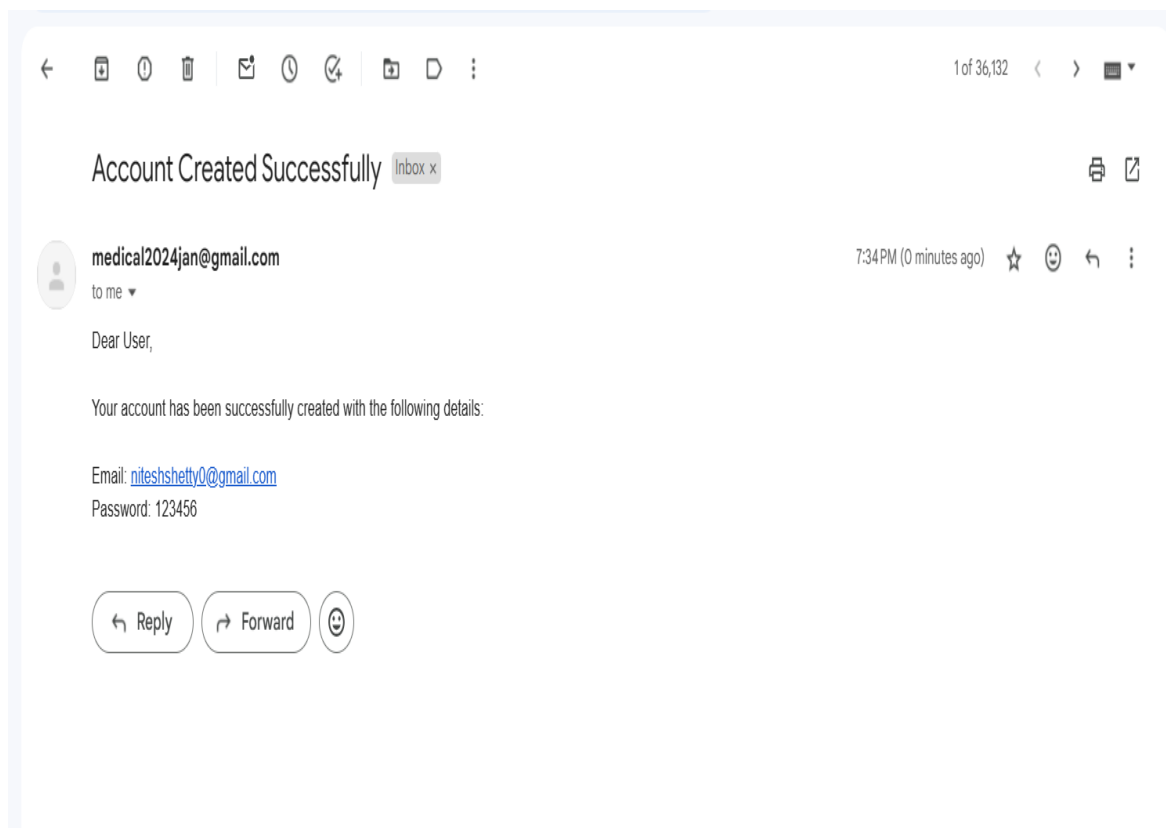 1 of 36,132
Account Created Successfully Inbox x
medical2024jan@gmail.com 7:34 PM (0 minutes ago)
to me
Dear User,
Your account has been successfully created with the following details:
Email: niteshshetty0@gmail.com
Password: 123456
Reply Forward